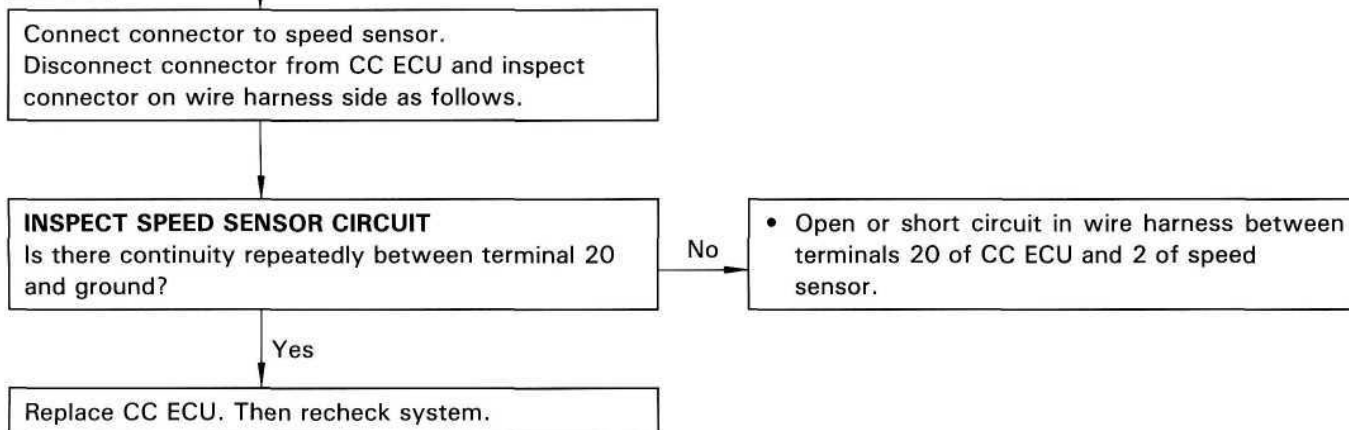 Connect connector to speed sensor.
Disconnect connector from CC ECU and inspect
connector on wire harness side as follows.
INSPECT SPEED SENSOR CIRCUIT
Is there continuity repeatedly between terminal 20
and ground?
No
• Open or short circuit in wire harness between
terminals 20 of CC ECU and 2 of speed
sensor.
Yes
Replace CC ECU. Then recheck system.